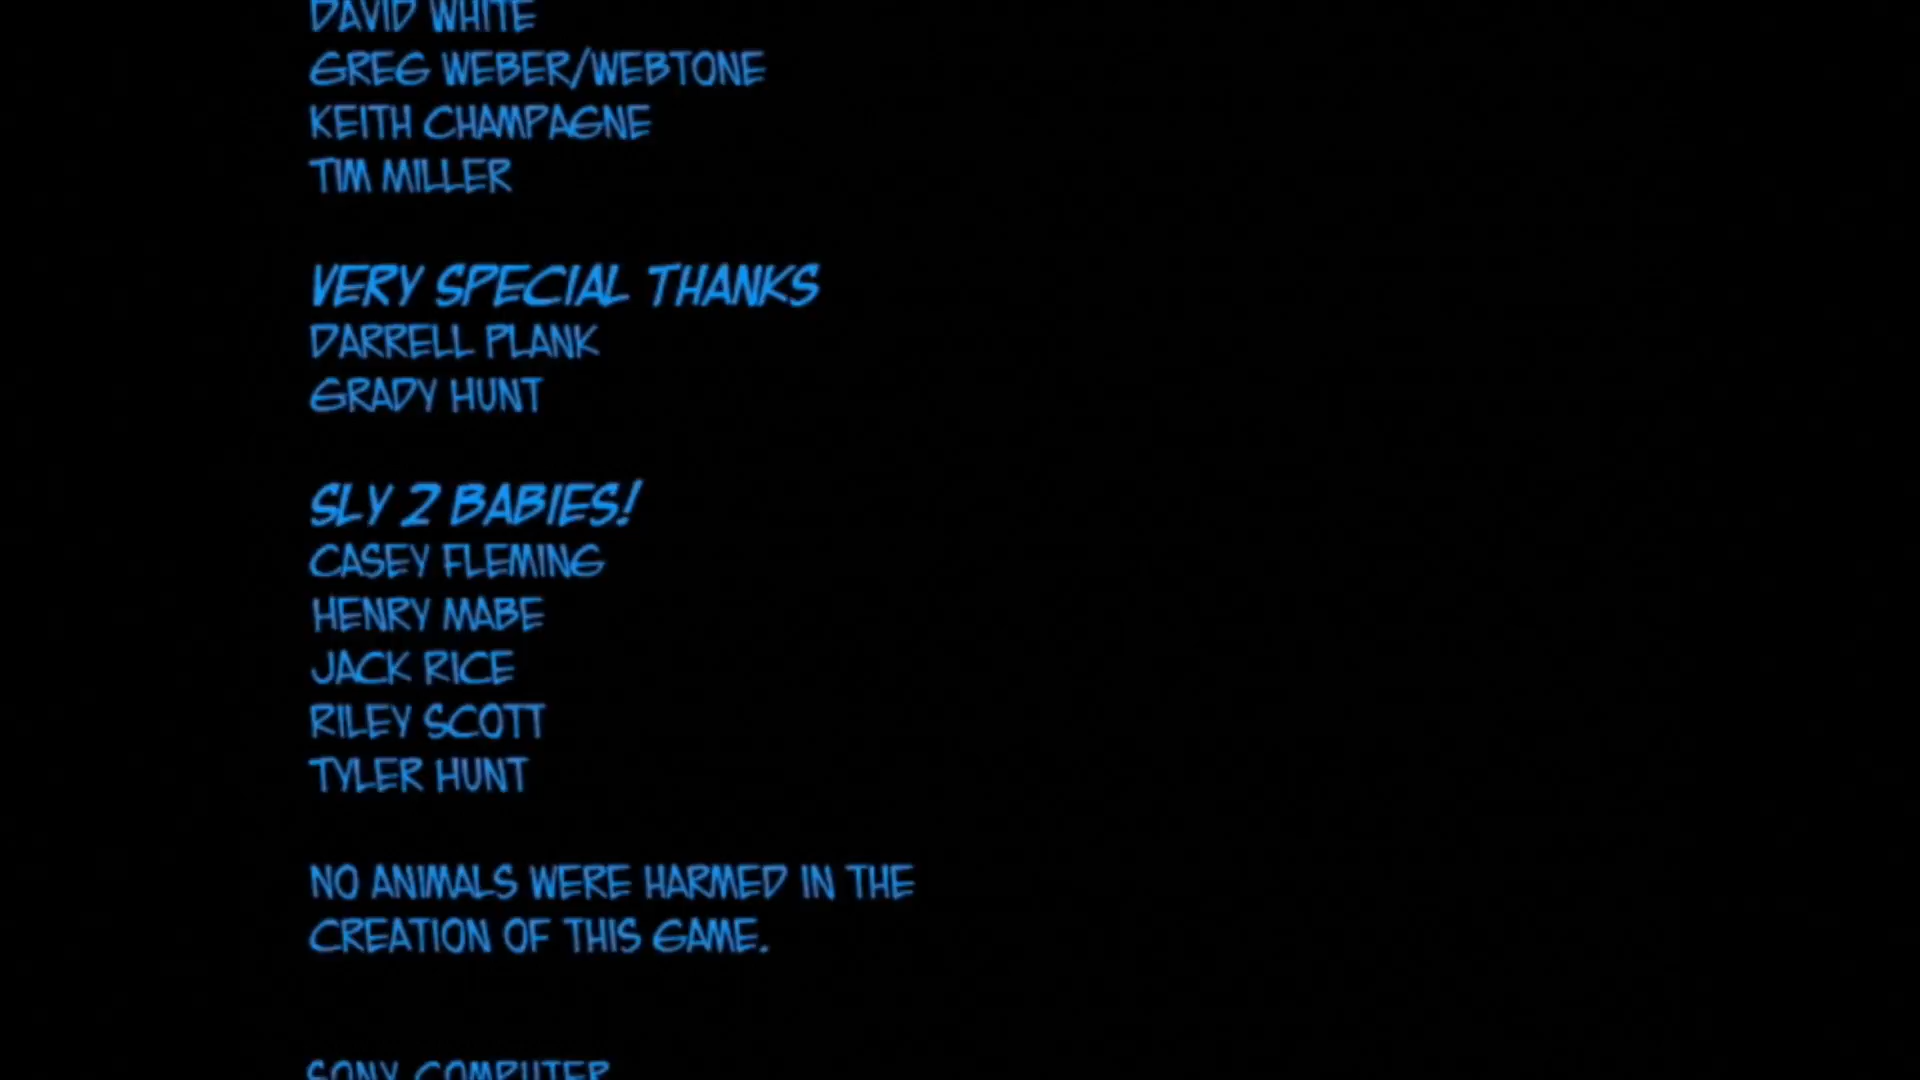 DAVID WHITE
GREG WEBER/WEBTONE
KEITH CHAMPAGNE
TIM MILLER
VERY SPECIAL THANKS
DARRELL PLANK
GRADY HUNT
SLY 2 BABIES!
CASEY FLEMING
HENRY MABE
JACK RICE
RILEY SCOTT
TYLER HUNT
NO ANIMALS WERE HARMED IN THE
CREATION OF THIS GAME.
SONY COMPUTER